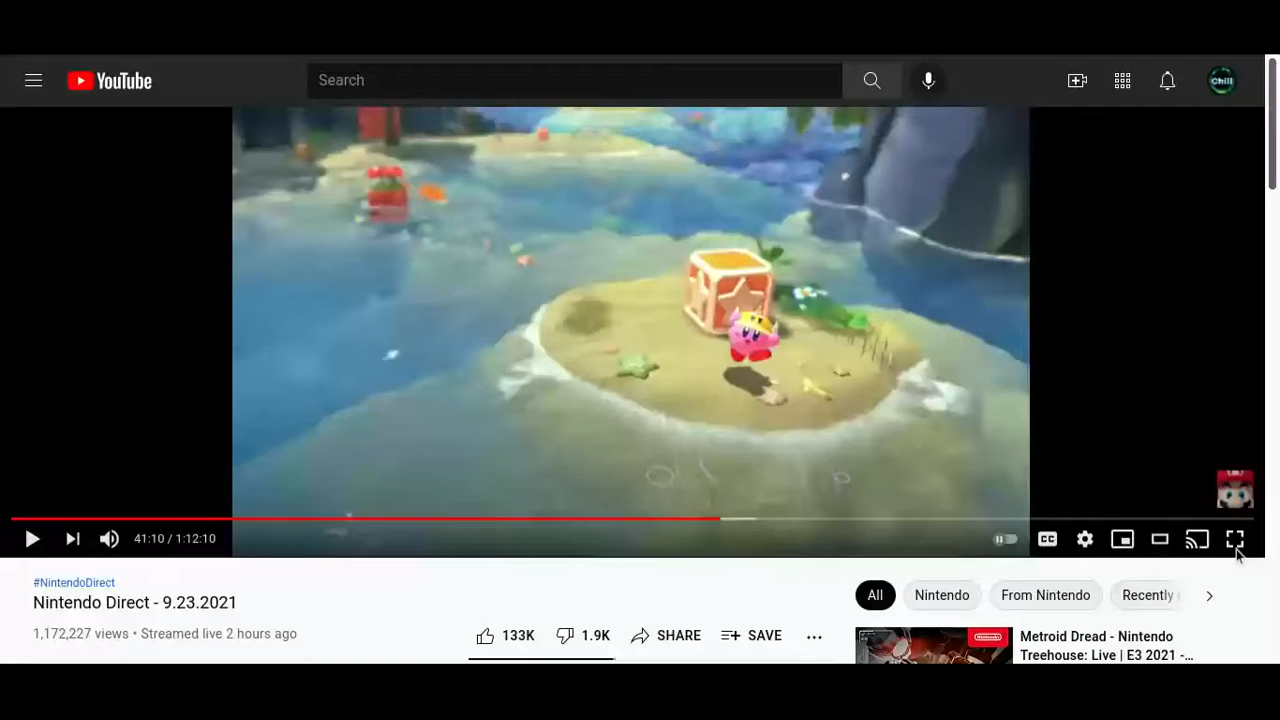 YouTube
Search
Chill
41:10 / 1:12:10
CC
#NintendoDirect
Nintendo Direct - 9.23.2021
1,172,227 views • Streamed live 2 hours ago
133K
1.9K
SHARE
SAVE
All
Nintendo
From Nintendo
Recently
Metroid Dread - Nintendo
Treehouse: Live | E3 2021 -...